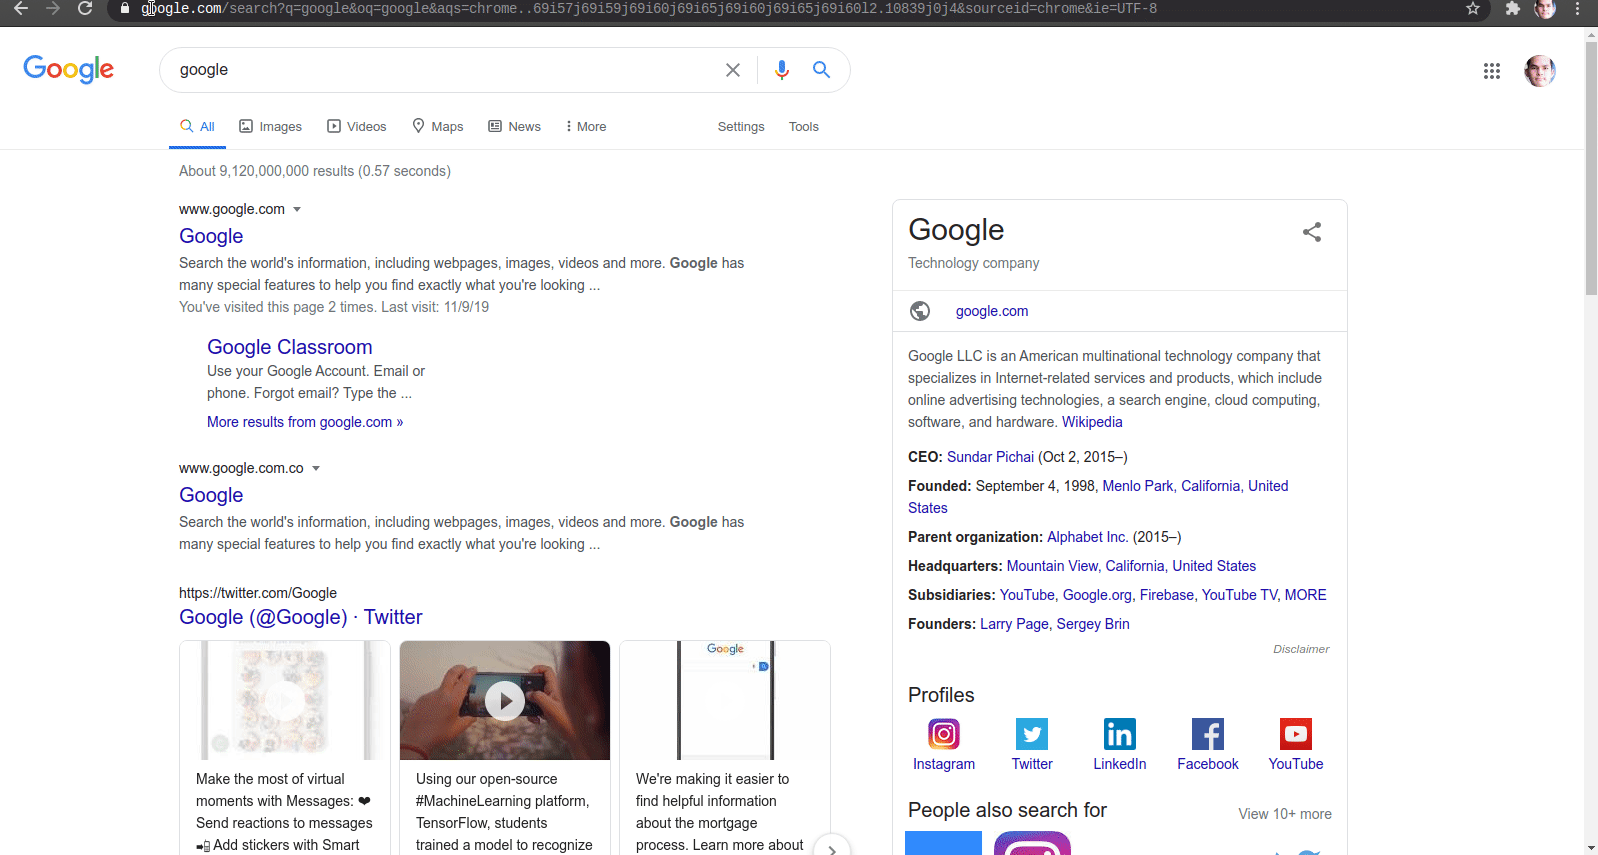 google.com/search?q=google&oq=google&aqs=chrome..69i57j69i59j69i60j69i65j69i60j69i65j69i60l2.10839j0j4&sourceid=chrome&ie=UTF-8
Google
google
All
Images
Videos
Maps
News
More
Settings
Tools
About 9,120,000,000 results (0.57 seconds)
www.google.com
Google
Search the world's information, including webpages, images, videos and more. Google has
many special features to help you find exactly what you're looking ...
You've visited this page 2 times. Last visit: 11/9/19
Google Classroom
Use your Google Account. Email or
phone. Forgot email? Type the ...
More results from google.com »
www.google.com.co
Google
Search the world's information, including webpages, images, videos and more. Google has
many special features to help you find exactly what you're looking ...
https://twitter.com/Google
Google (@Google) · Twitter
Make the most of virtual
moments with Messages: ❤
Send reactions to messages
📲 Add stickers with Smart
Using our open-source
#MachineLearning platform,
TensorFlow, students
trained a model to recognize
Google
We're making it easier to
find helpful information
about the mortgage
process. Learn more about
Google
Technology company
google.com
Google LLC is an American multinational technology company that
specializes in Internet-related services and products, which include
online advertising technologies, a search engine, cloud computing,
software, and hardware. Wikipedia
CEO: Sundar Pichai (Oct 2, 2015–)
Founded: September 4, 1998, Menlo Park, California, United
States
Parent organization: Alphabet Inc. (2015–)
Headquarters: Mountain View, California, United States
Subsidiaries: YouTube, Google.org, Firebase, YouTube TV, MORE
Founders: Larry Page, Sergey Brin
Disclaimer
Profiles
Instagram
Twitter
LinkedIn
Facebook
YouTube
People also search for
View 10+ more